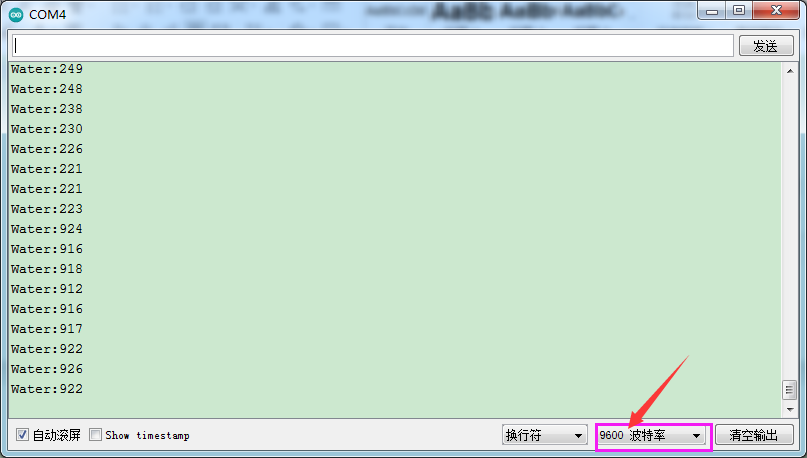 COM4
发送
Water:249
Water:248
Water:238
Water:230
Water:226
Water:221
Water:221
Water:223
Water:924
Water:916
Water:918
Water:912
Water:916
Water:917
Water:922
Water:926
Water:922
自动滚屏 Show timestamp 换行符 9600 波特率 清空输出